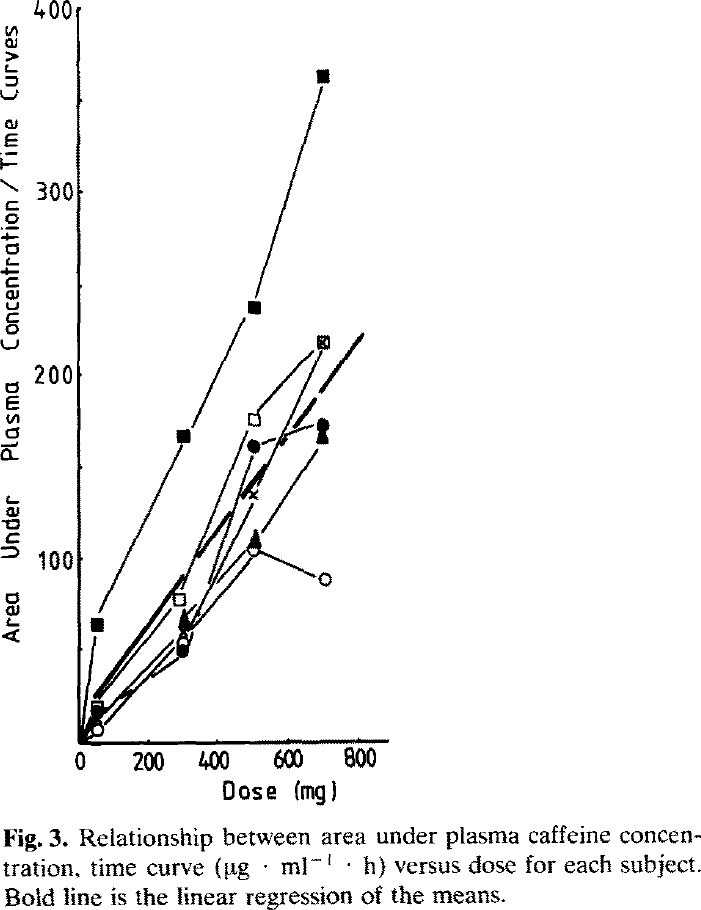 400
300
200
100
Area Under Plasma Concentration / Time Curves
0 200 400 600 800
Dose (mg)
Fig. 3. Relationship between area under plasma caffeine concen-
tration, time curve (µg · ml⁻¹ · h) versus dose for each subject.
Bold line is the linear regression of the means.